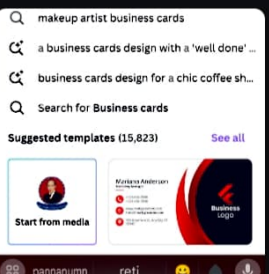 makeup artist business cards
a business cards design with a 'well done' ...
business cards design for a chic coffee sh...
Search for Business cards
Suggested templates (15,823)
See all
Start from media
Mariana Anderson
Business
Logo
reti